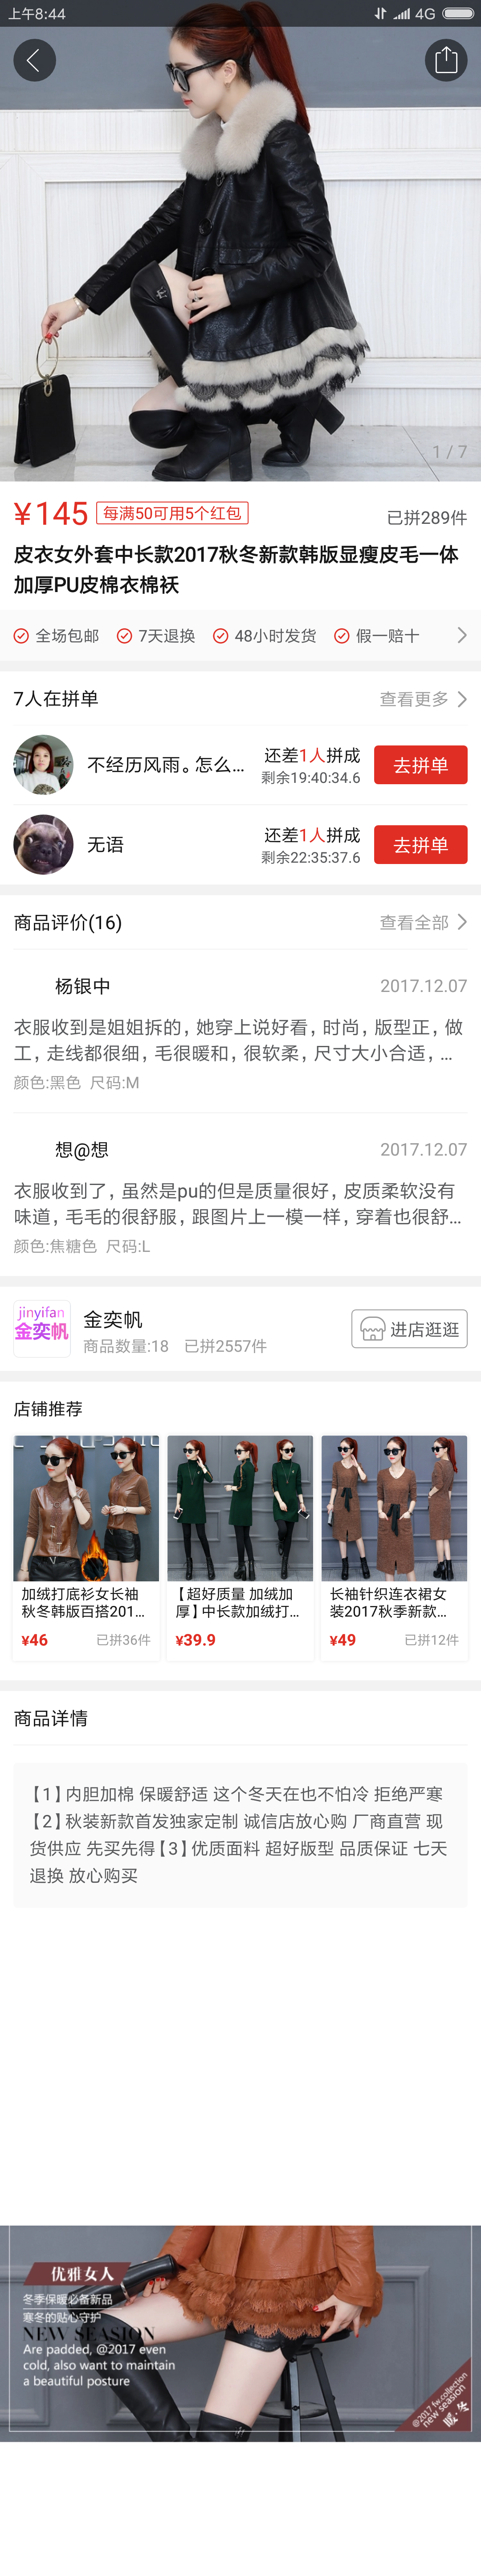 上午8:44
4G
1 / 7
¥145
每满50可用5个红包
已拼289件
皮衣女外套中长款2017秋冬新款韩版显瘦皮毛一体
加厚PU皮棉衣棉袄
全场包邮 7天退换 48小时发货 假一赔十
7人在拼单
查看更多
不经历风雨。怎么...
还差1人拼成
剩余19:40:34.6
去拼单
无语
还差1人拼成
剩余22:35:37.6
去拼单
商品评价(16)
查看全部
杨银中
2017.12.07
衣服收到是姐姐拆的，她穿上说好看，时尚，版型正，做
工，走线都很细，毛很暖和，很软柔，尺寸大小合适，...
颜色:黑色 尺码:M
想@想
2017.12.07
衣服收到了，虽然是pu的但是质量很好，皮质柔软没有
味道，毛毛的很舒服，跟图片上一模一样，穿着也很舒...
颜色:焦糖色 尺码:L
jinyifan
金奕帆
金奕帆
商品数量:18 已拼2557件
进店逛逛
店铺推荐
加绒打底衫女长袖
秋冬韩版百搭201...
¥46
已拼36件
【超好质量 加绒加
厚】中长款加绒打...
¥39.9
长袖针织连衣裙女
装2017秋季新款...
¥49
已拼12件
商品详情
【1】内胆加棉 保暖舒适 这个冬天在也不怕冷 拒绝严寒
【2】秋装新款首发独家定制 诚信店放心购 厂商直营 现
货供应 先买先得【3】优质面料 超好版型 品质保证 七天
退换 放心购买
优雅女人
冬季保暖必备新品
寒冬的贴心守护
NEW SEASION
Are padded, @2017 even
cold, also want to maintain
a beautiful posture
@2017 fw.collection
new seasion
暖·冬